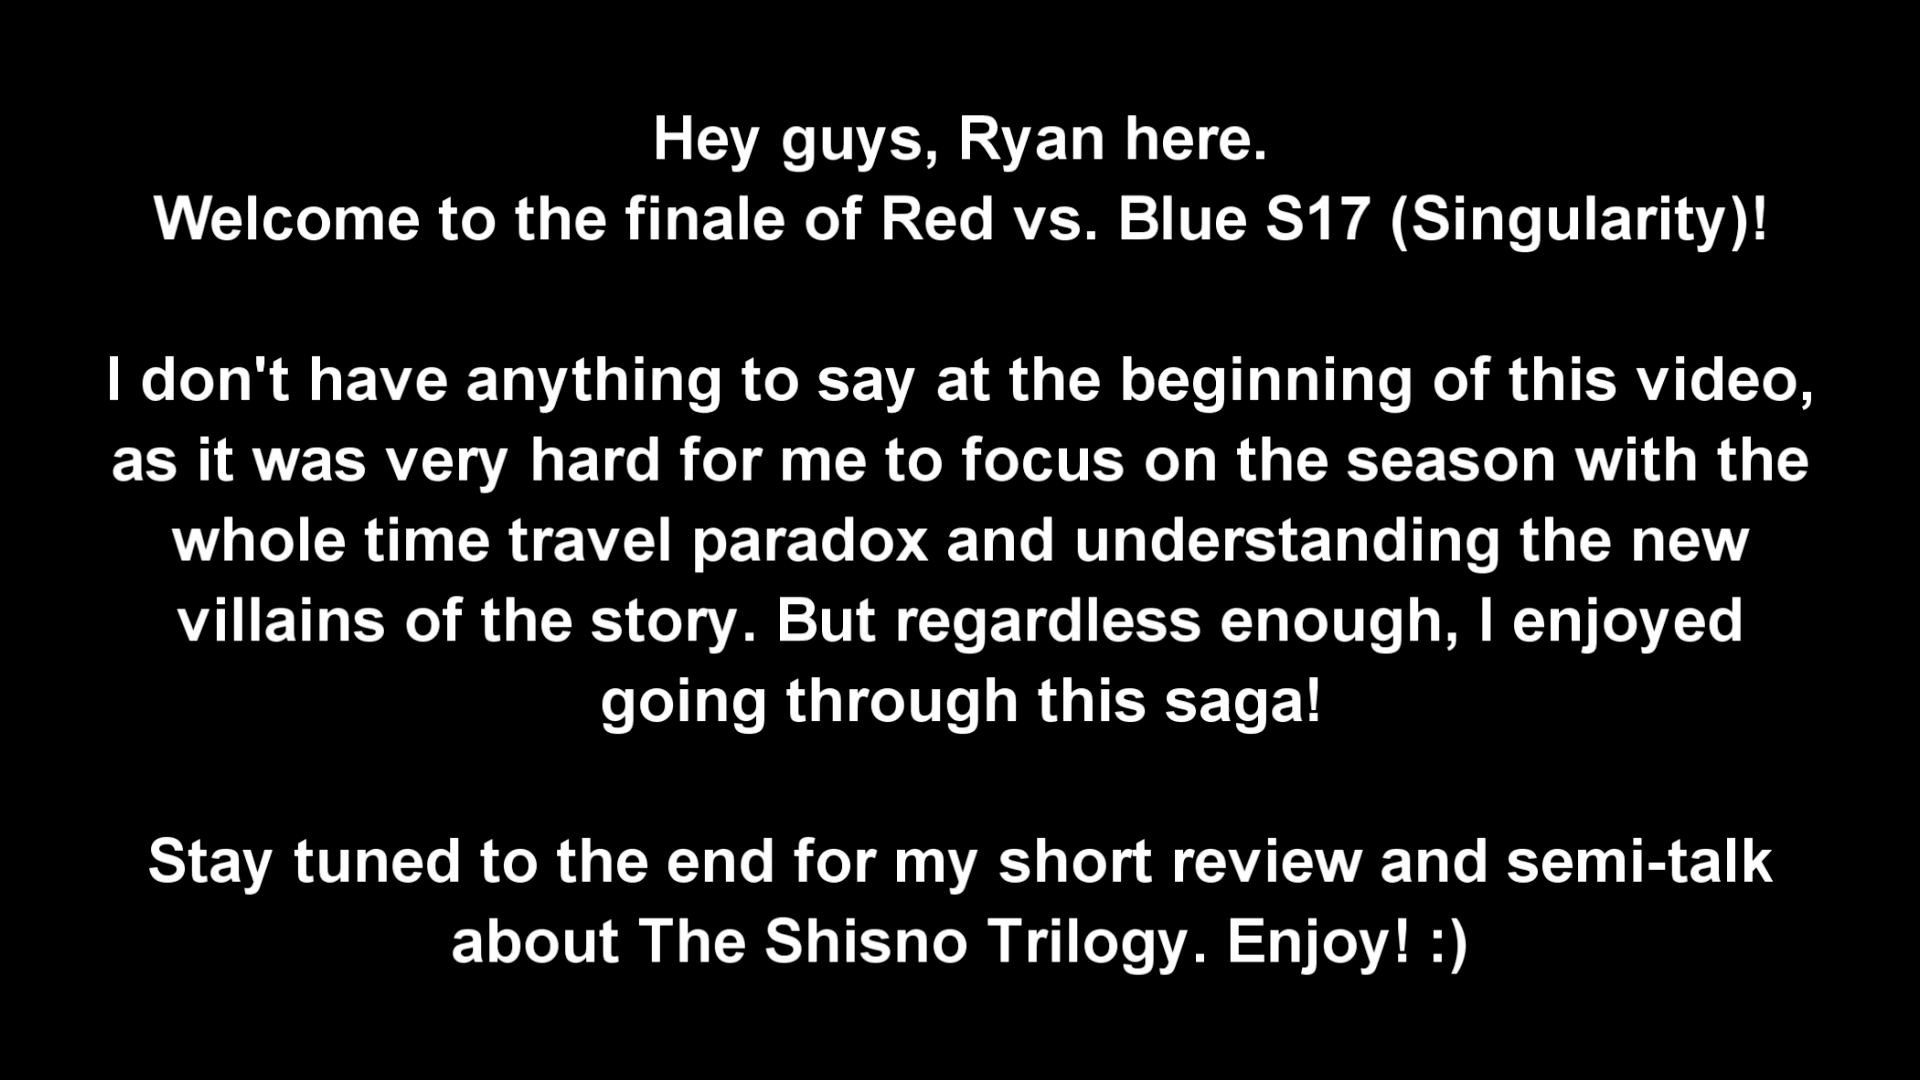 Hey guys, Ryan here.
Welcome to the finale of Red vs. Blue S17 (Singularity)!
I don't have anything to say at the beginning of this video,
as it was very hard for me to focus on the season with the
whole time travel paradox and understanding the new
villains of the story. But regardless enough, I enjoyed
going through this saga!
Stay tuned to the end for my short review and semi-talk
about The Shisno Trilogy. Enjoy! :)